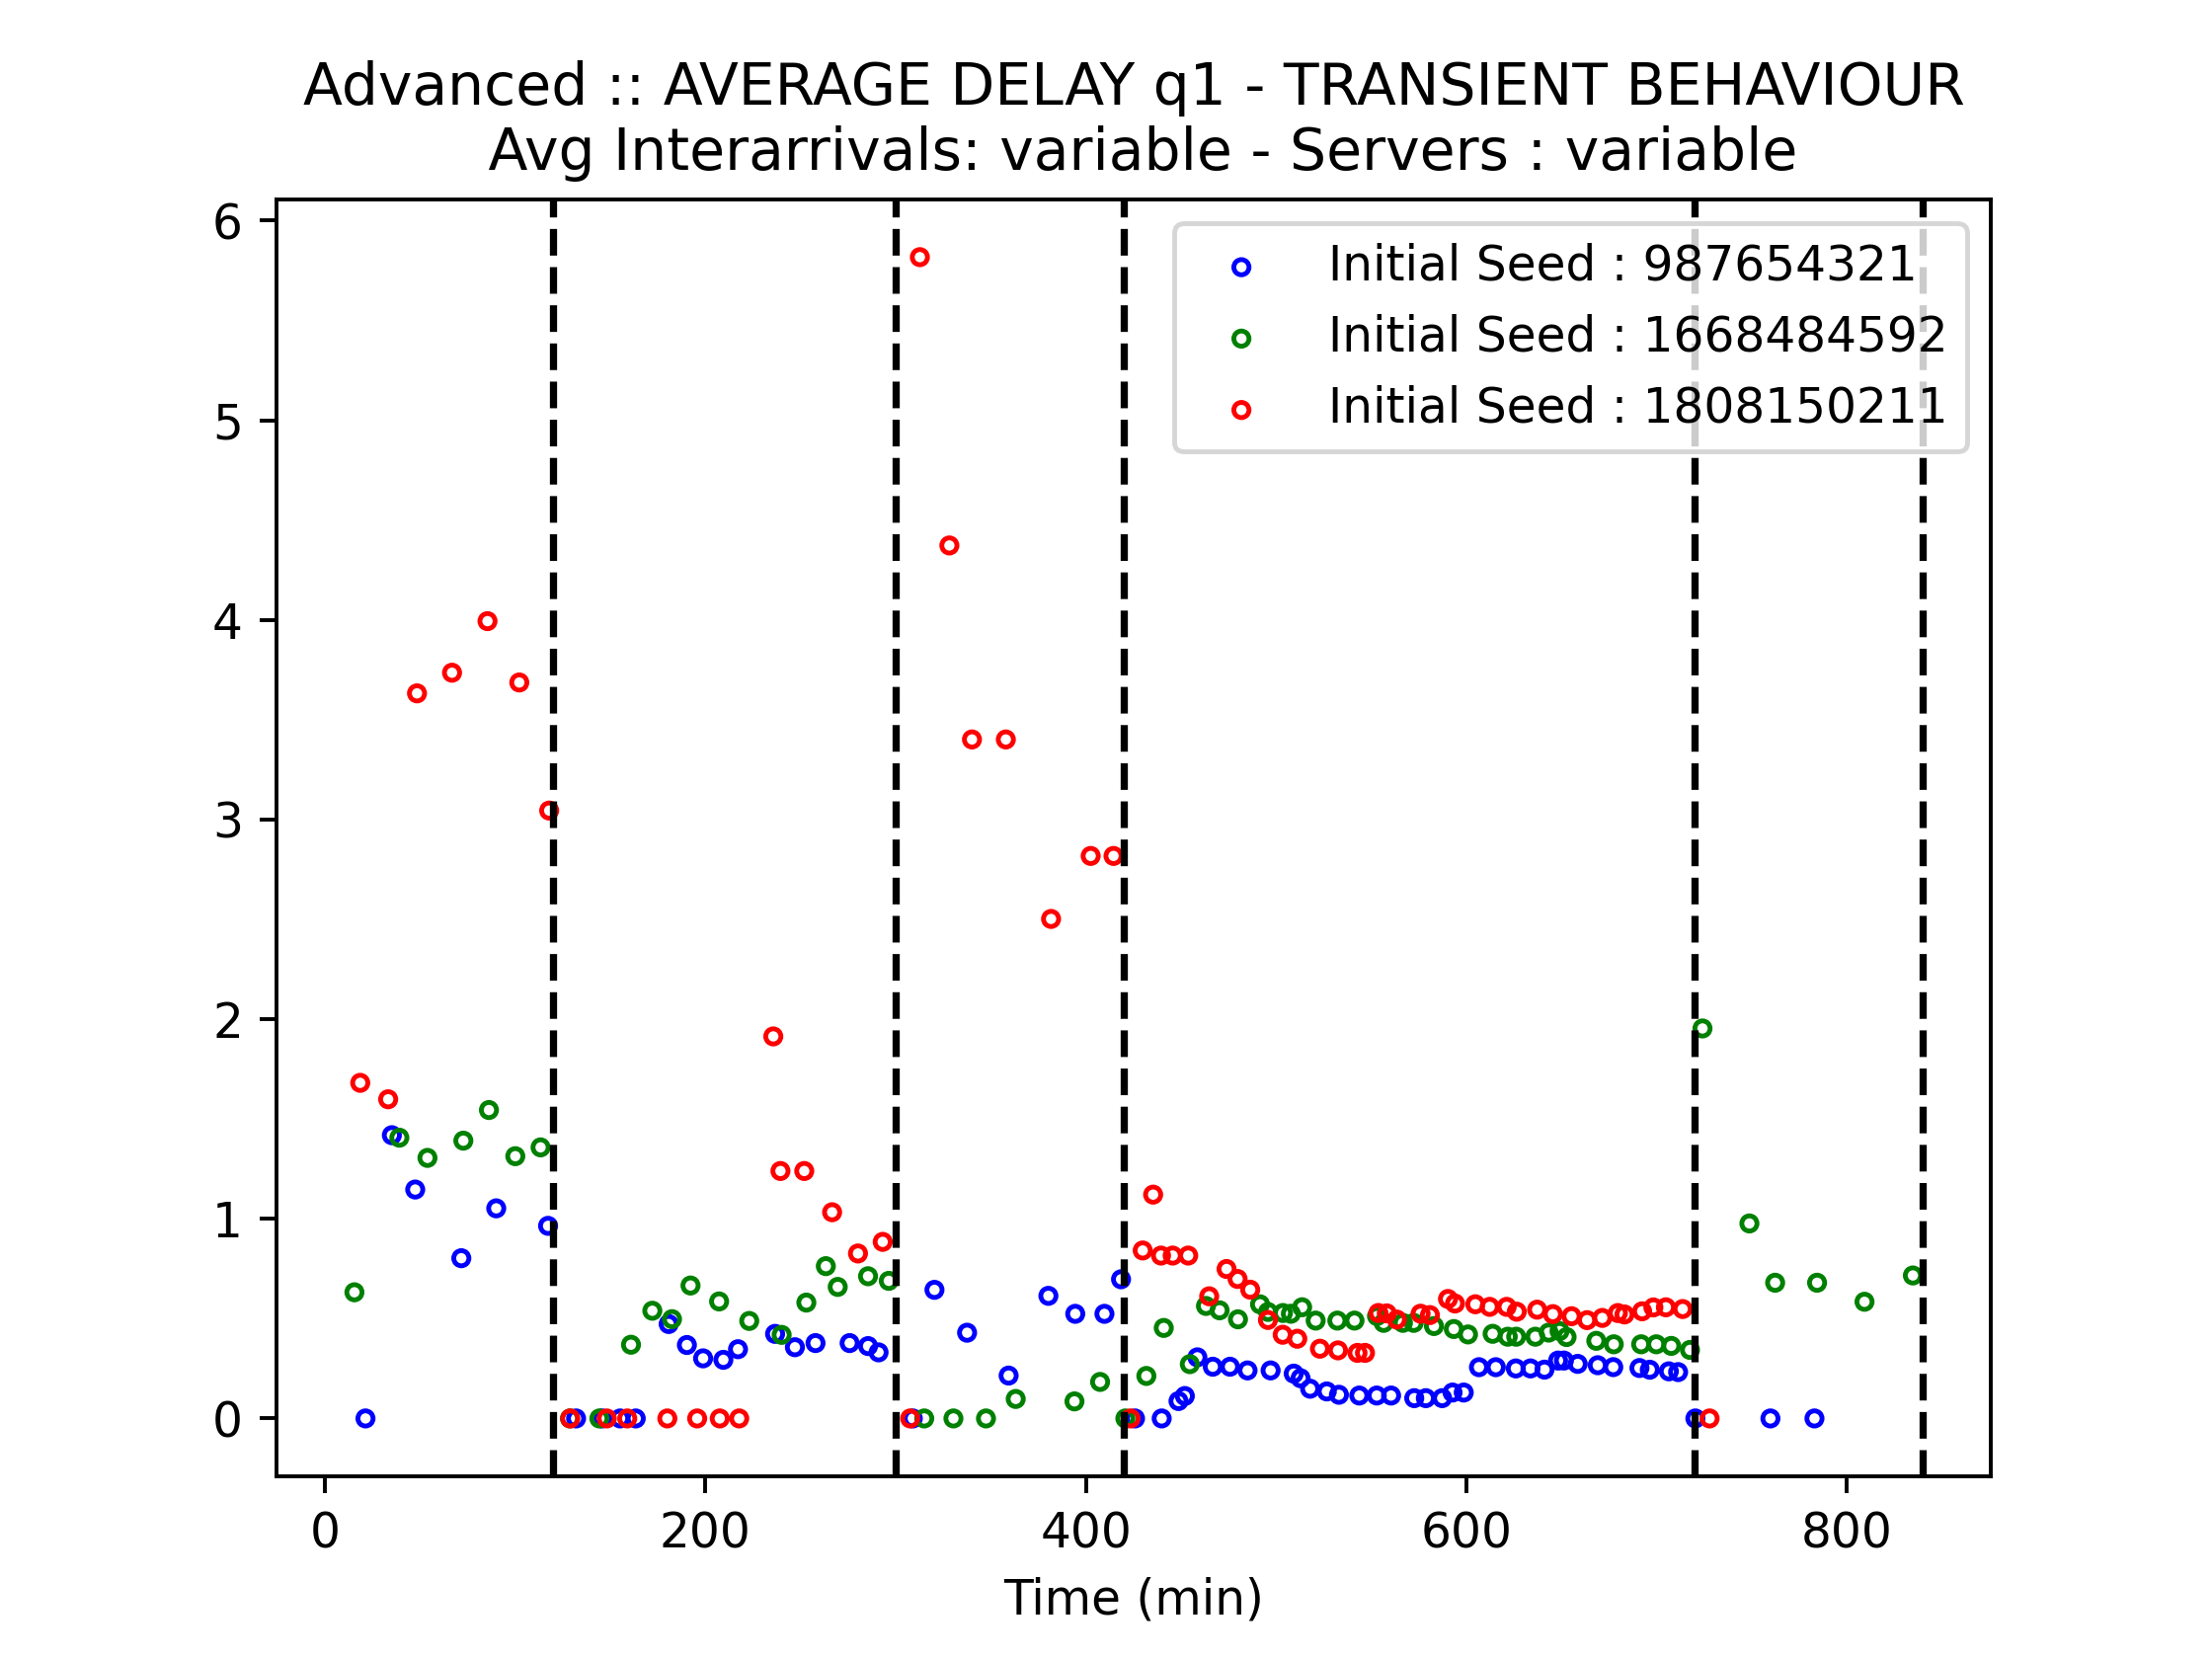 Advanced :: AVERAGE DELAY q1 - TRANSIENT BEHAVIOUR
Avg Interarrivals: variable - Servers : variable
6
5
4
3
2
1
0
Initial Seed : 987654321
Initial Seed : 1668484592
Initial Seed : 1808150211
0 200 400 600 800
Time (min)